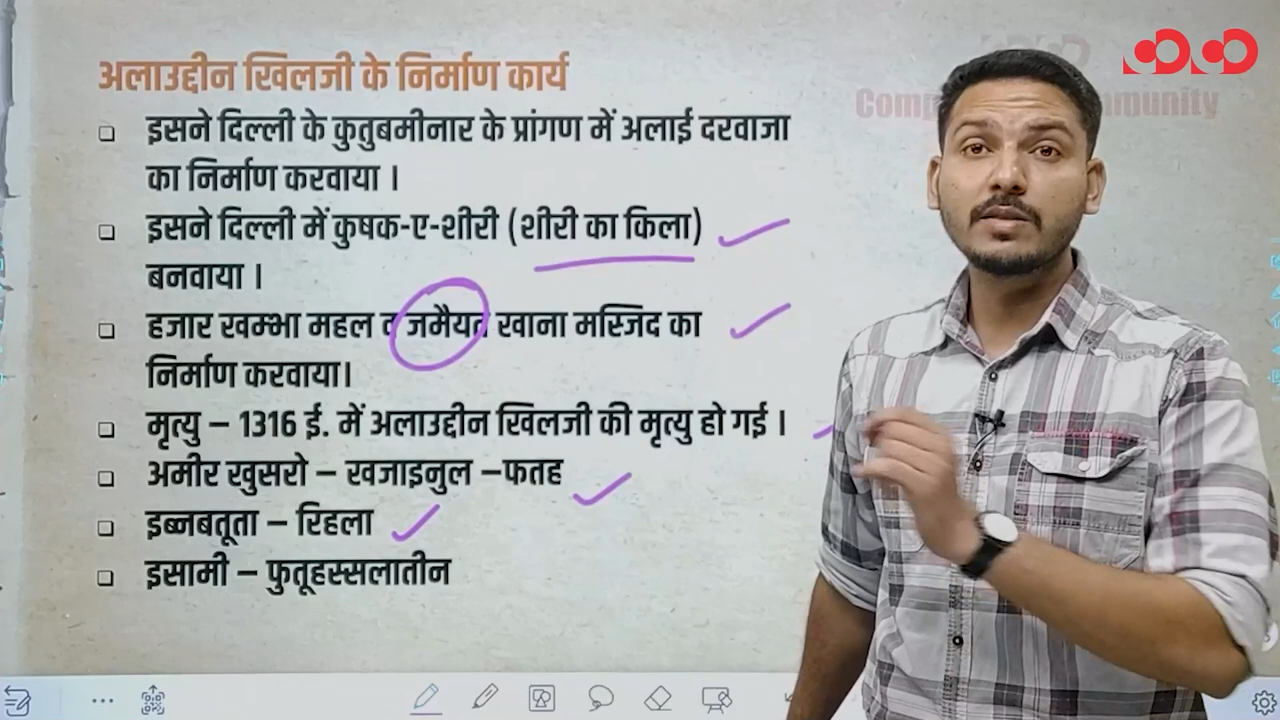 अलाउद्दीन खिलजी के निर्माण कार्य
इसने दिल्ली के कुतुबमीनार के प्रांगण में अलाई दरवाजा
का निर्माण करवाया ।
इसने दिल्ली में कुषक-ए-शीरी (शीरी का किला)
बनवाया ।
हजार खम्भा महल व जमैयत खाना मस्जिद का
निर्माण करवाया।
मृत्यु – 1316 ई. में अलाउद्दीन खिलजी की मृत्यु हो गई ।
अमीर खुसरो – खजाइनुल –फतह
इब्नबतूता – रिहला
इसामी – फुतूहस्सलातीन